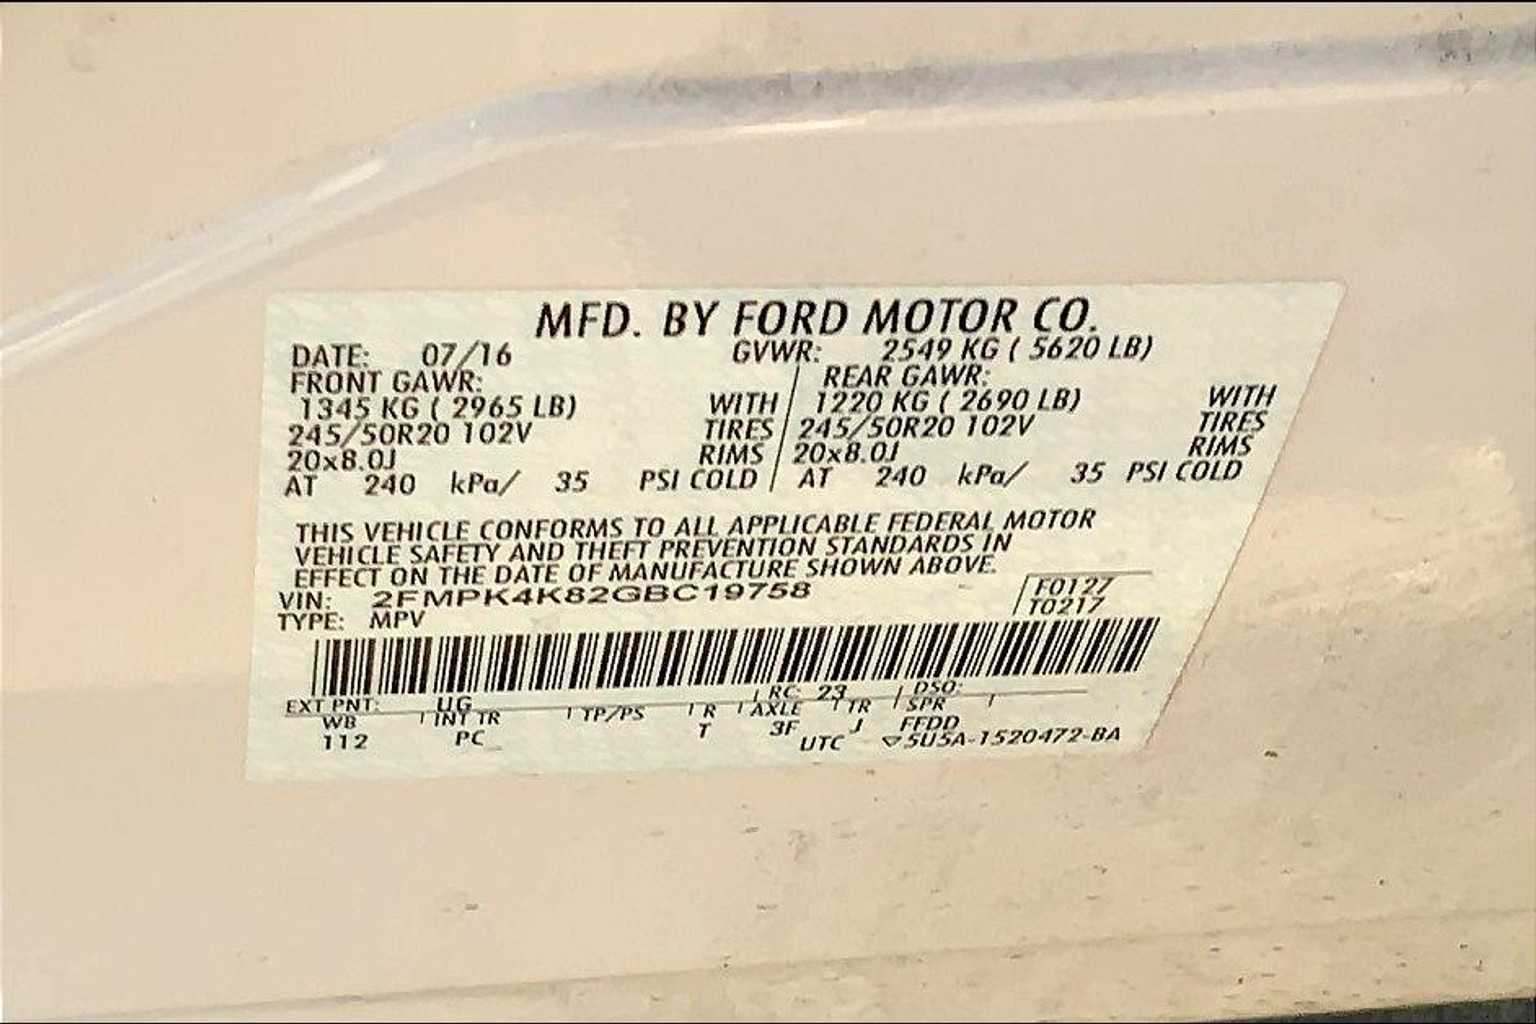 MFD. BY FORD MOTOR CO.
DATE: 07/16 GVWR: 2549 KG ( 5620 LB)
FRONT GAWR: REAR GAWR:
1345 KG ( 2965 LB) WITH / 1220 KG ( 2690 LB) WITH
245/50R20 102V TIRES 245/50R20 102V TIRES
20x8.0J RIMS 20x8.0J RIMS
AT 240 kPa/ 35 PSI COLD / AT 240 kPa/ 35 PSI COLD
THIS VEHICLE CONFORMS TO ALL APPLICABLE FEDERAL MOTOR
VEHICLE SAFETY AND THEFT PREVENTION STANDARDS IN
EFFECT ON THE DATE OF MANUFACTURE SHOWN ABOVE.
VIN: 2FMPK4K82GBC19758 F0127
TYPE: MPV T0217
EXT PNT: UG RC: 23 DSO:
WB INT TR TP/PS R AXLE TR SPR
112 PC T 3F J FFDD
UTC ▽5U5A-1520472-BA